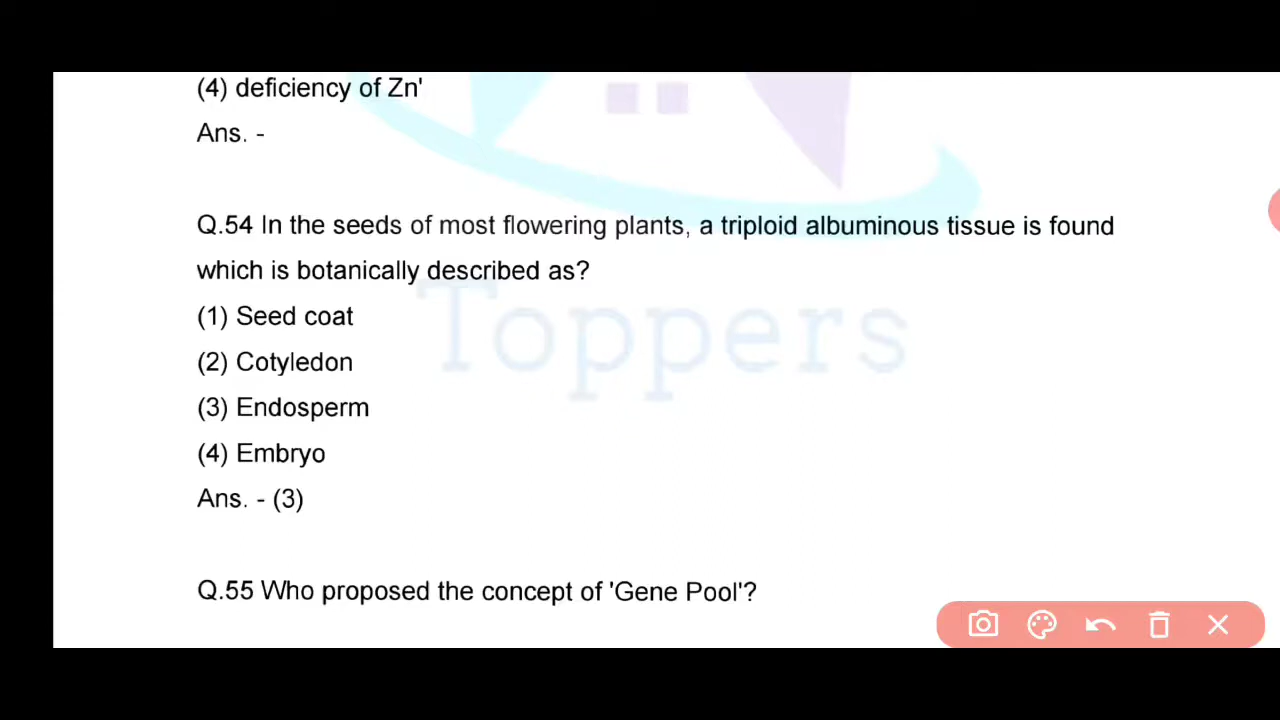 (4) deficiency of Zn'
Ans. -
Q.54 In the seeds of most flowering plants, a triploid albuminous tissue is found
which is botanically described as?
(1) Seed coat
Toppers
(2) Cotyledon
(3) Endosperm
(4) Embryo
Ans. - (3)
Q.55 Who proposed the concept of 'Gene Pool'?